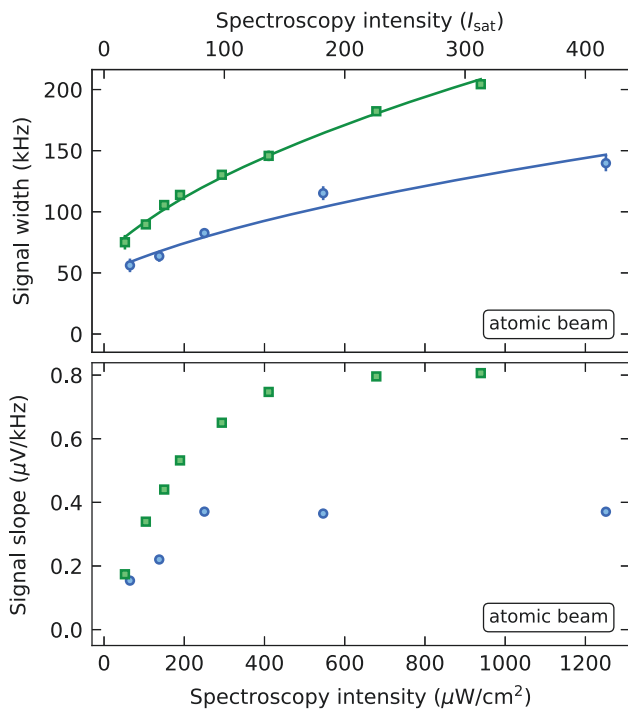 Spectroscopy intensity (I_sat)
0 100 200 300 400
200
150
100
50
0
Signal width (kHz)
atomic beam
0.8
0.6
0.4
0.2
0.0
Signal slope (µV/kHz)
atomic beam
0 200 400 600 800 1000 1200
Spectroscopy intensity (µW/cm²)